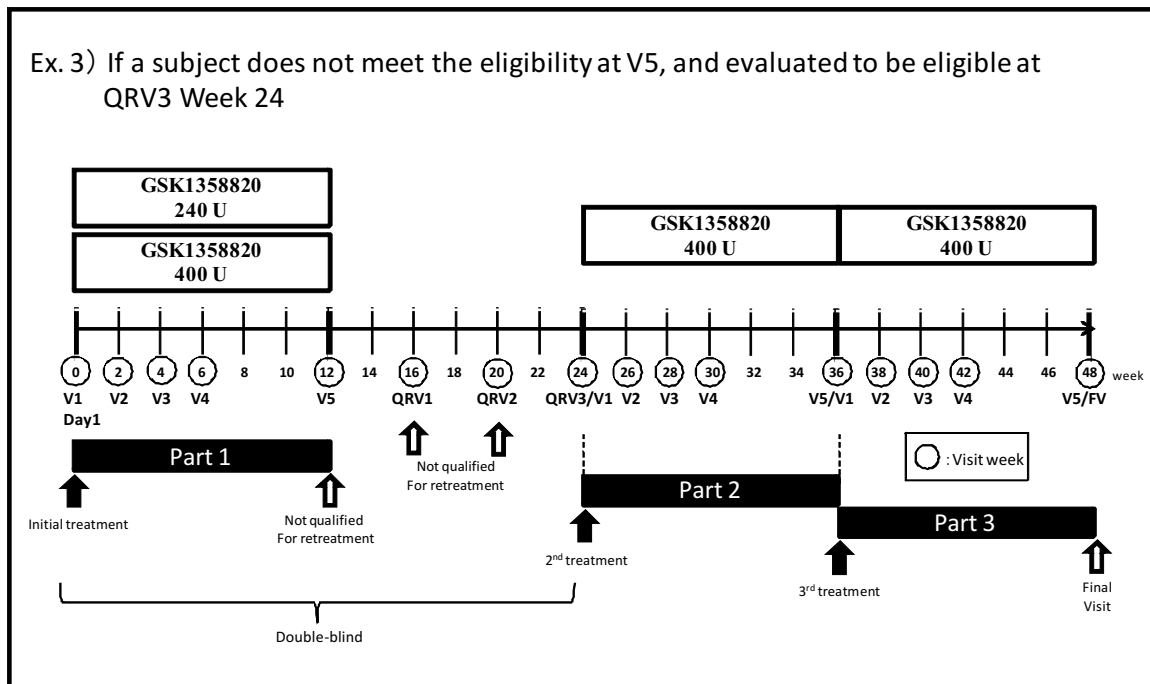 Ex. 3）If a subject does not meet the eligibility at V5, and evaluated to be eligible at
QRV3 Week 24
GSK1358820
240 U
GSK1358820
400 U
GSK1358820
400 U
GSK1358820
400 U
0 2 4 6 8 10 12 14 16 18 20 22 24 26 28 30 32 34 36 38 40 42 44 46 48 week
V1 V2 V3 V4 V5 QRV1 QRV2 QRV3/V1 V2 V3 V4 V5/V1 V2 V3 V4 V5/FV
Day1
Part 1
Not qualified
For retreatment
: Visit week
Part 2
Part 3
Initial treatment
Not qualified
For retreatment
2nd treatment
3rd treatment
Final
Visit
Double-blind